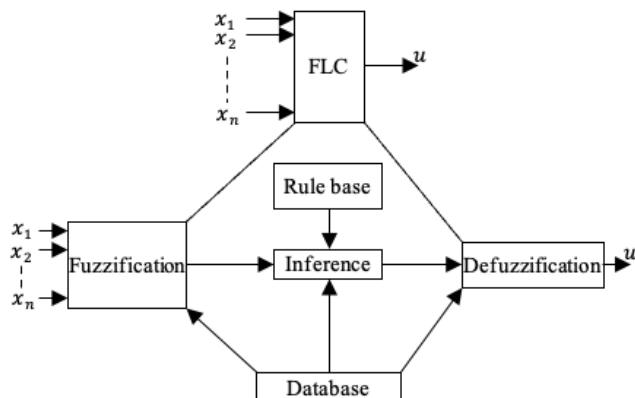 x₁
x₂
FLC
u
xₙ
Rule base
x₁
x₂
Fuzzification
Inference
Defuzzification
u
xₙ
Database